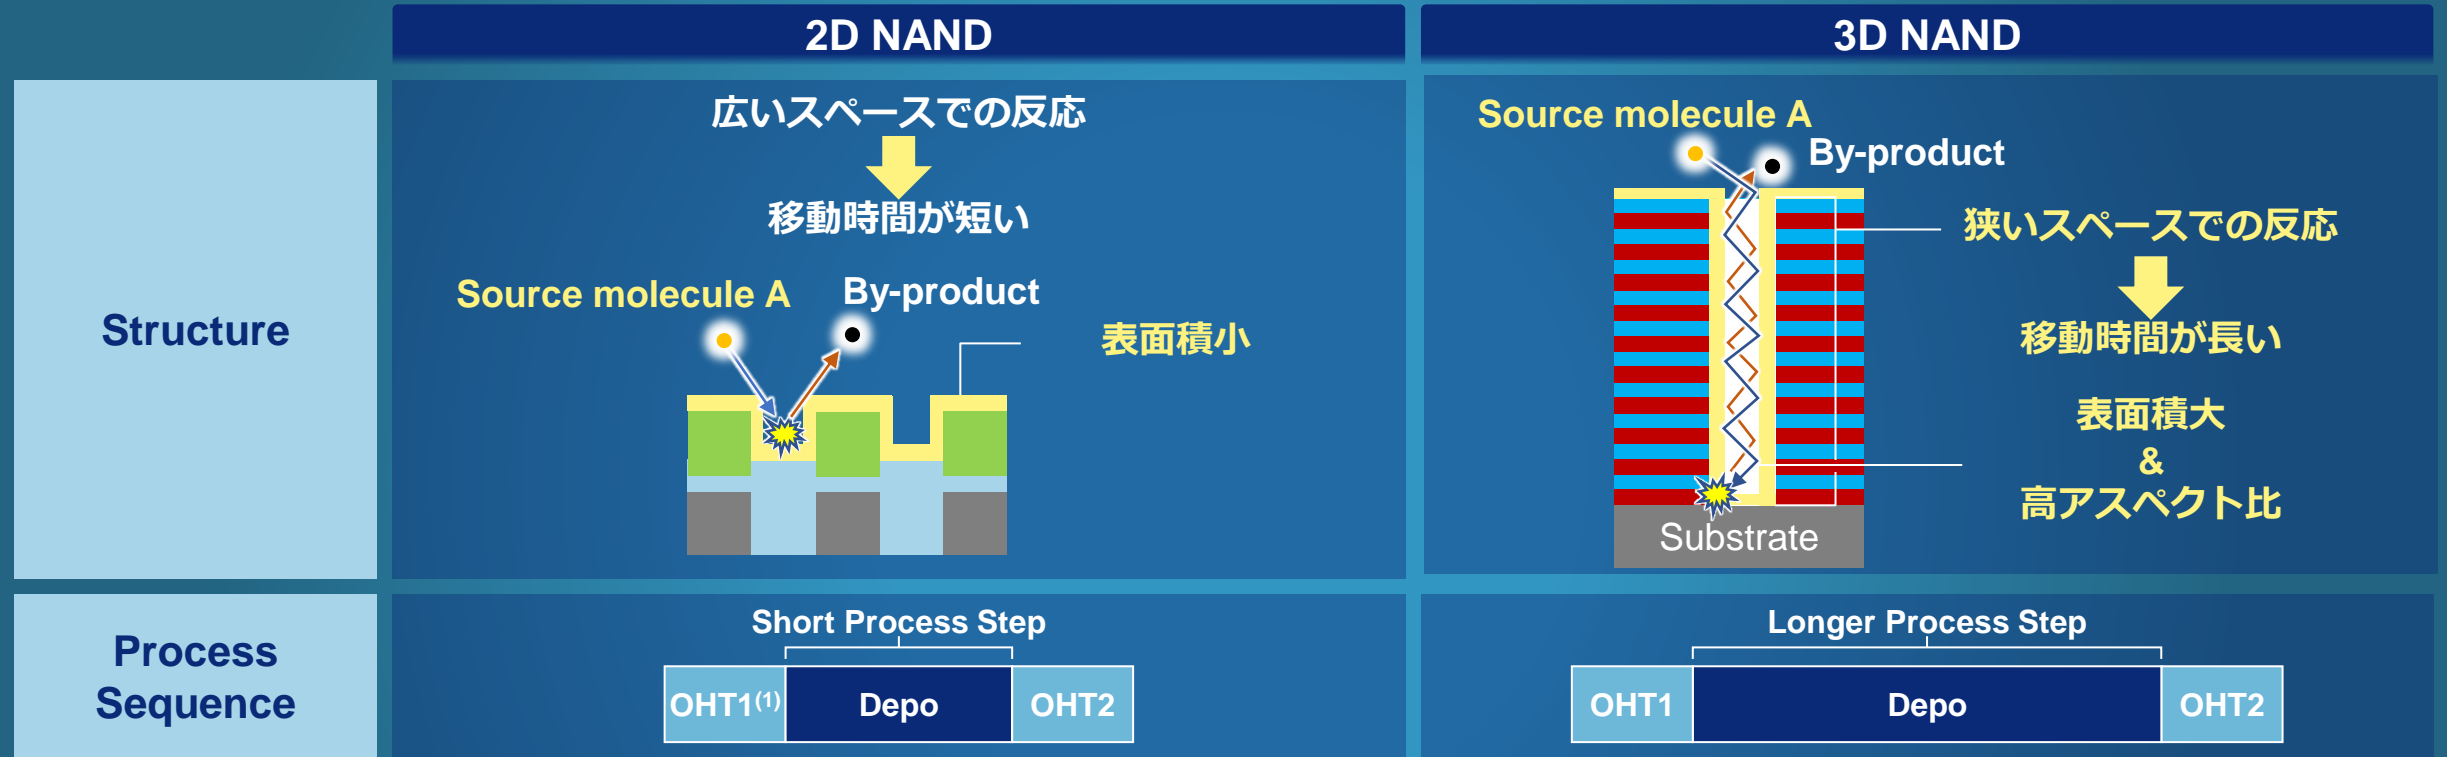 2D NAND
3D NAND
Structure
広いスペースでの反応
移動時間が短い
Source molecule A
By-product
表面積小
Source molecule A
By-product
狭いスペースでの反応
移動時間が長い
表面積大
&
高アスペクト比
Substrate
Process
Sequence
Short Process Step
OHT1(1)
Depo
OHT2
Longer Process Step
OHT1
Depo
OHT2